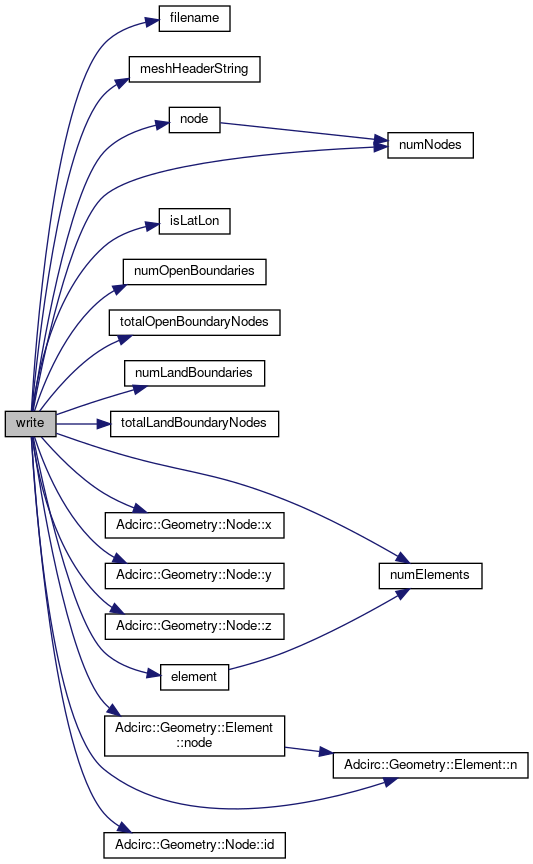 filename
meshHeaderString
node
numNodes
isLatLon
numOpenBoundaries
totalOpenBoundaryNodes
numLandBoundaries
write
totalLandBoundaryNodes
Adcirc::Geometry::Node::x
Adcirc::Geometry::Node::y
numElements
Adcirc::Geometry::Node::z
element
Adcirc::Geometry::Element
::node
Adcirc::Geometry::Element::n
Adcirc::Geometry::Node::id